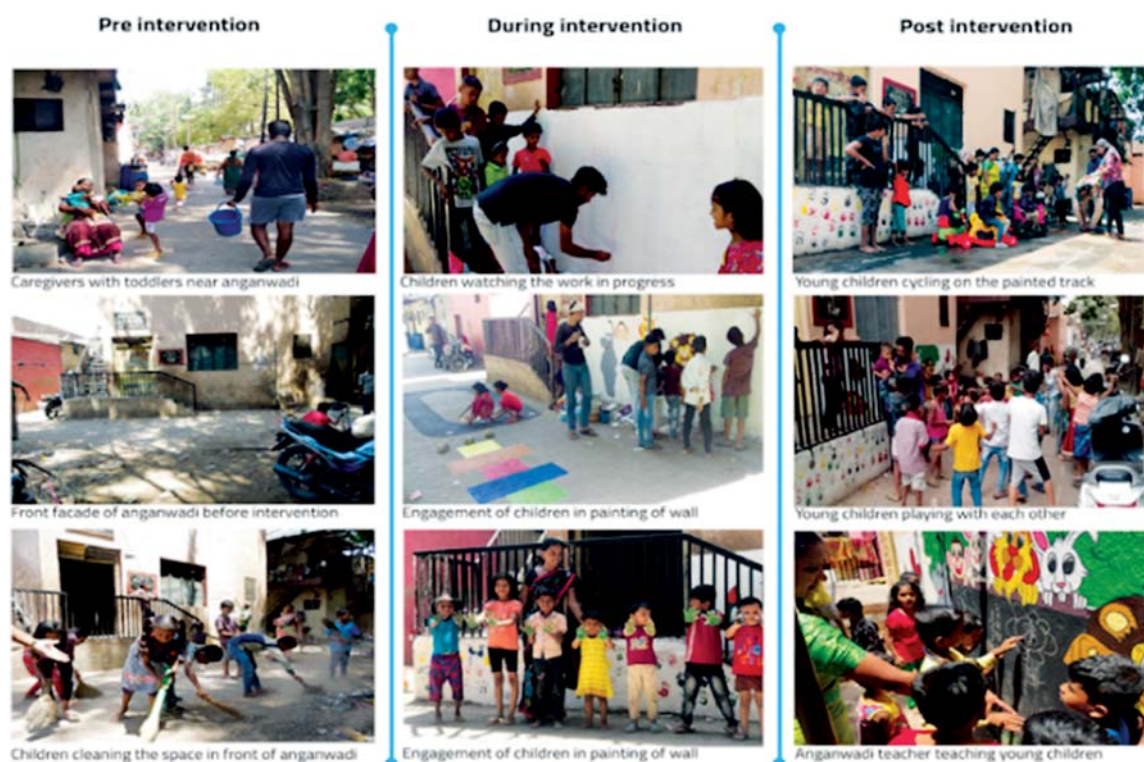 Pre intervention
During intervention
Post intervention
Caregivers with toddlers near anganwadi
Children watching the work in progress
Young children cycling on the painted track
Front facade of anganwadi before intervention
Engagement of children in painting of wall
Young children playing with each other
Children cleaning the space in front of anganwadi
Engagement of children in painting of wall
Anganwadi teacher teaching young children